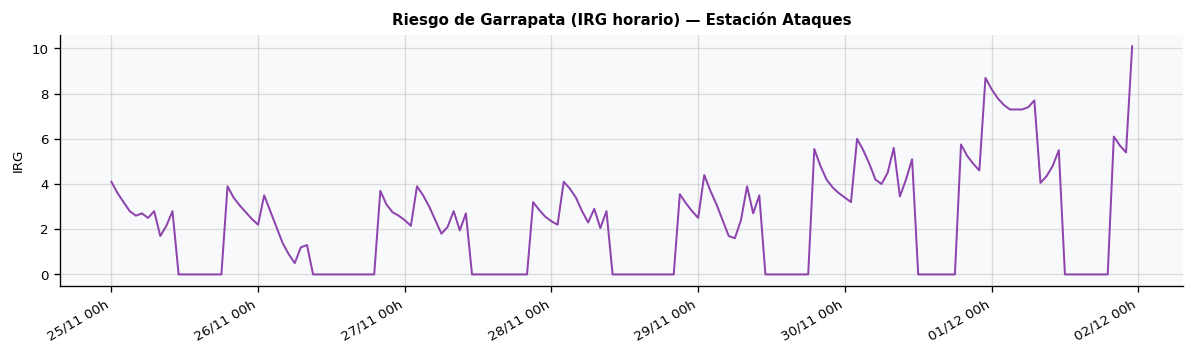 Riesgo de Garrapata (IRG horario) — Estación Ataques
IRG
10
8
6
4
2
0
25/11 00h
26/11 00h
27/11 00h
28/11 00h
29/11 00h
30/11 00h
01/12 00h
02/12 00h